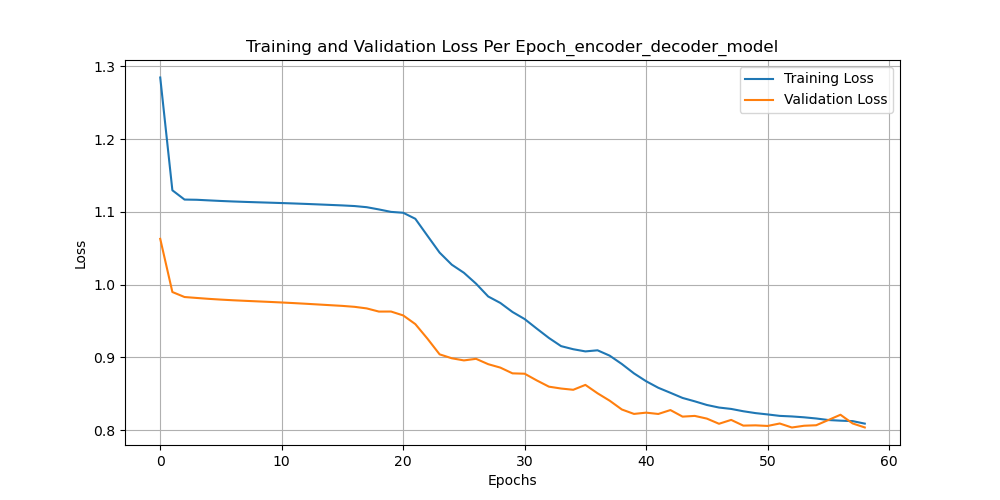 Training and Validation Loss Per Epoch_encoder_decoder_model
Training Loss
Validation Loss
Loss
1.3
1.2
1.1
1.0
0.9
0.8
0 10 20 30 40 50 60
Epochs